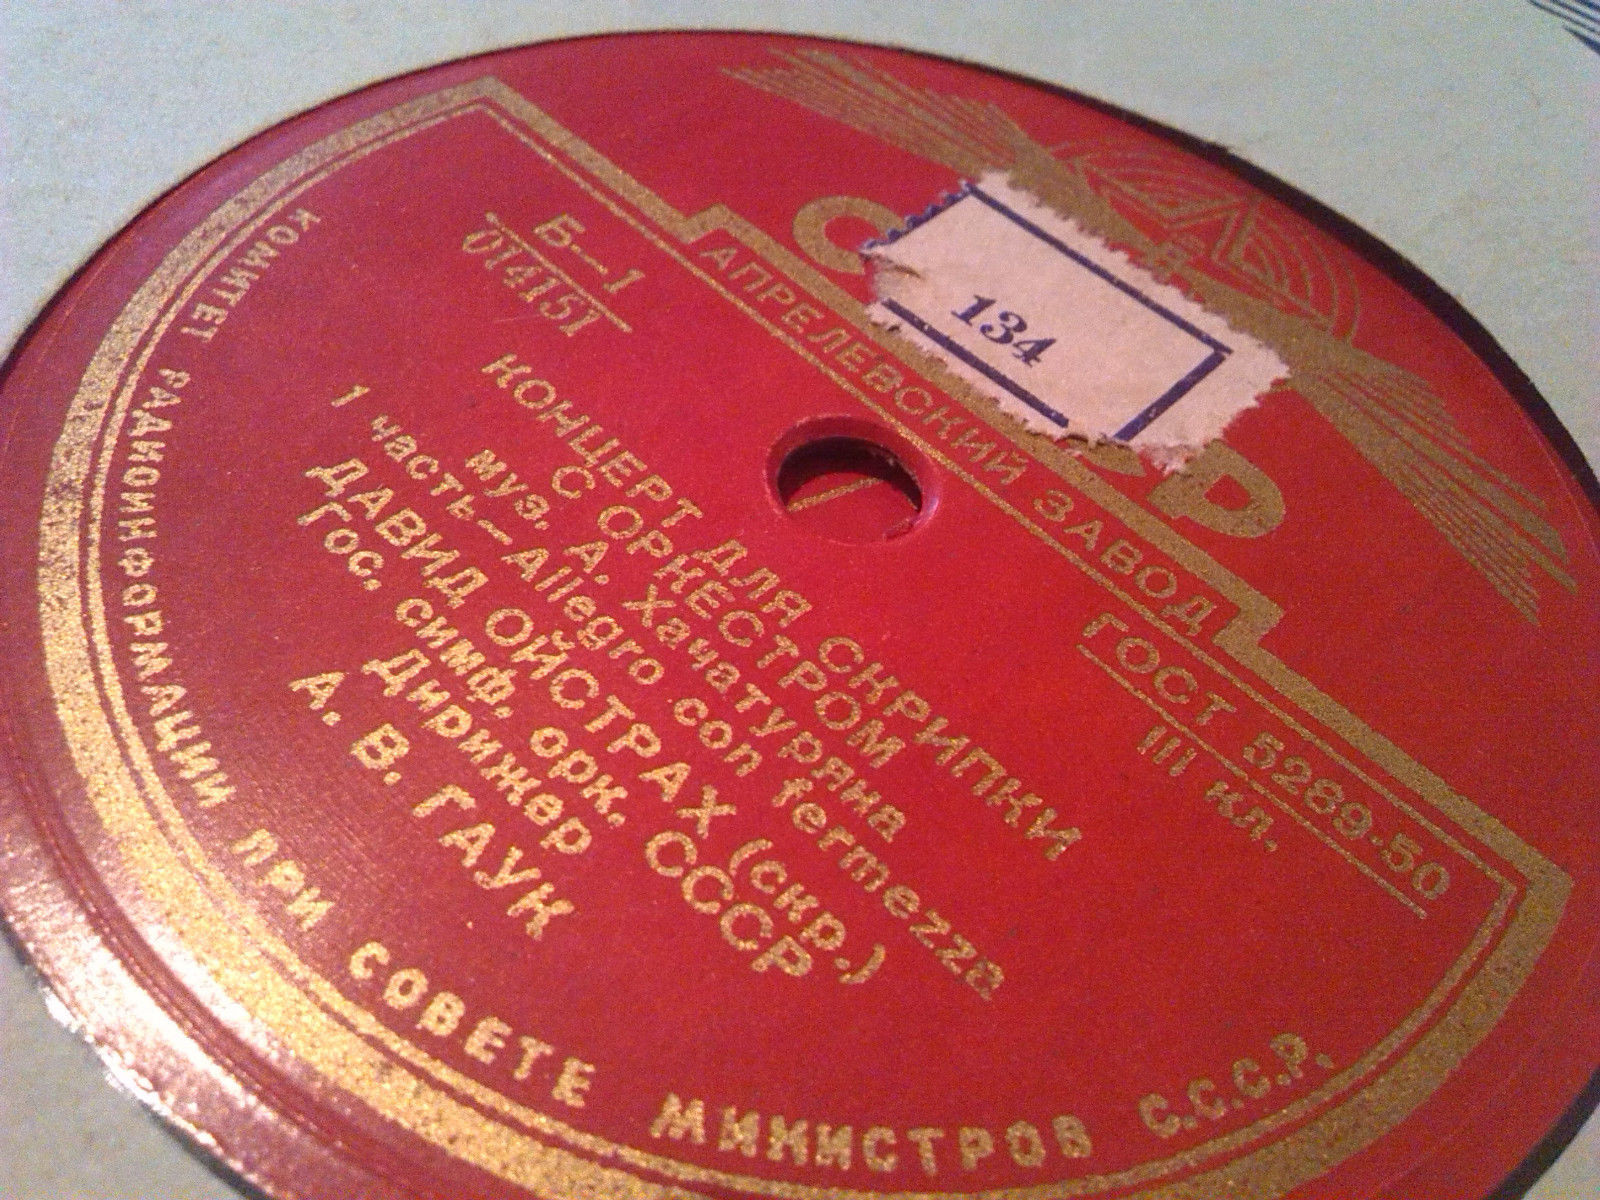 134
АПРЕЛЕВСКИЙ ЗАВОД
Б—1
014151
ГОСТ 5289-50
III кл.
КОНЦЕРТ ДЛЯ СКРИПКИ
С ОРКЕСТРОМ
муз. А. Хачатуряна
1 часть—Allegro con fermezza
ДАВИД ОЙСТРАХ (скр.)
Гос. симф. орк. СССР
Дирижер
А. В. ГАУК
КОМИТЕТ РАДИОИНФОРМАЦИИ ПРИ СОВЕТЕ МИНИСТРОВ С.С.С.Р.